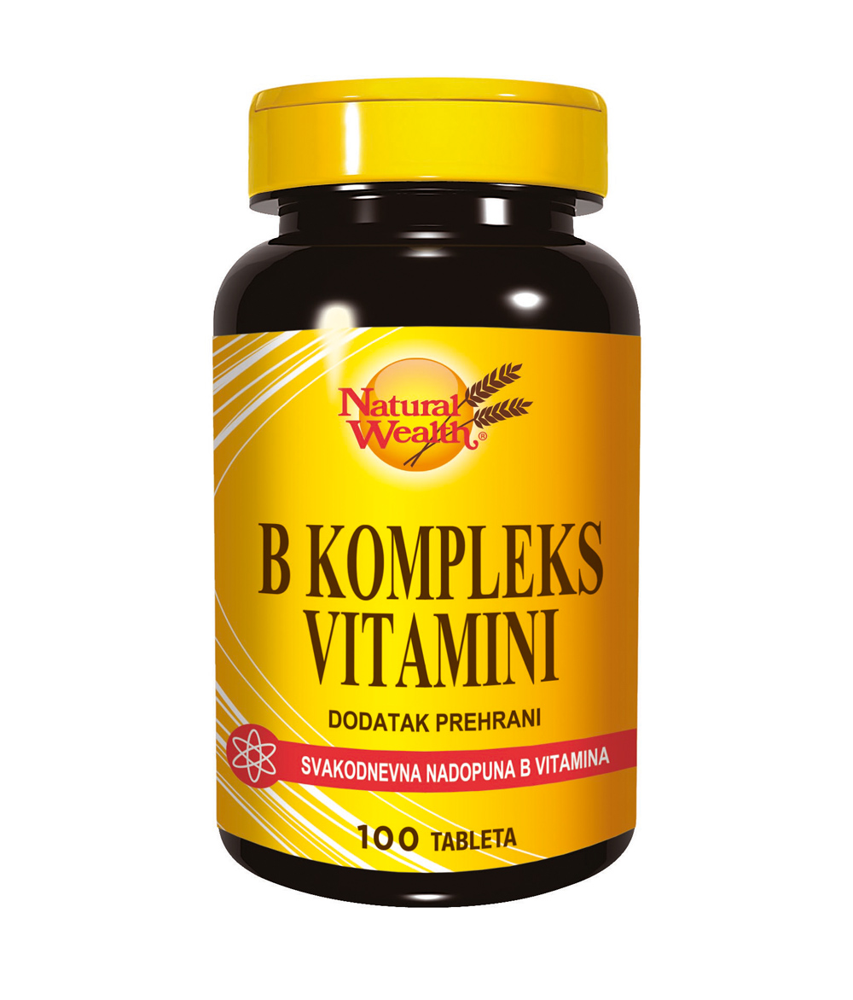 Natural
Wealth®
B KOMPLEKS
VITAMINI
DODATAK PREHRANI
SVAKODNEVNA NADOPUNA B VITAMINA
100 TABLETA